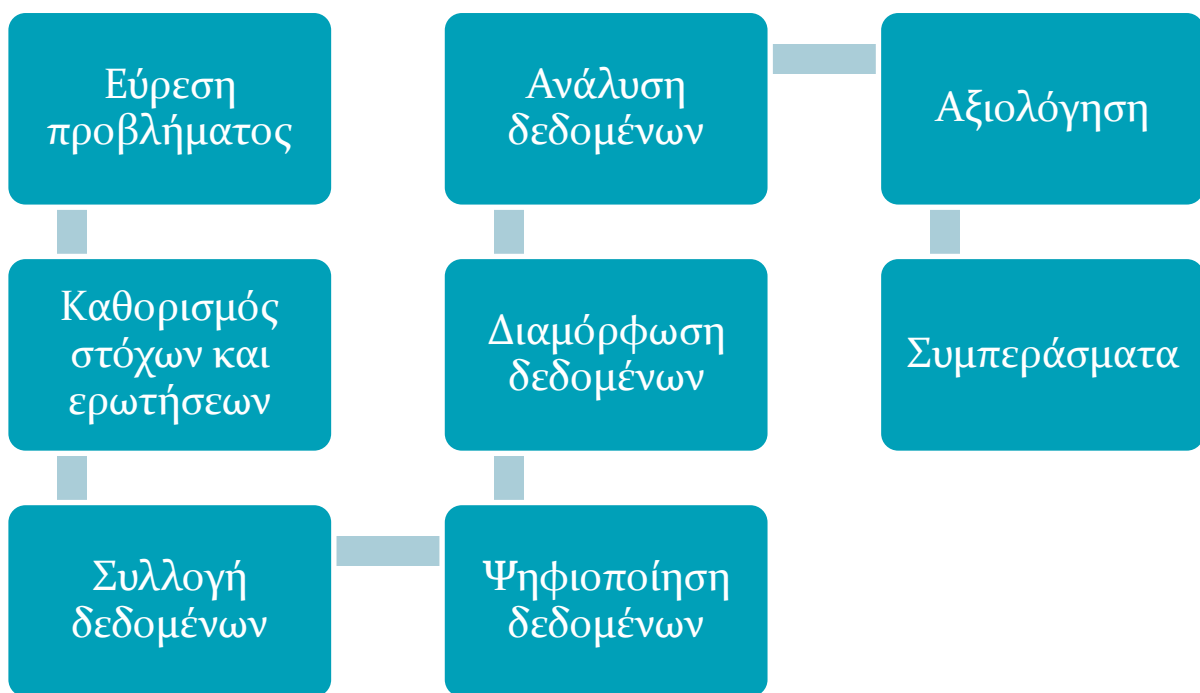 Εύρεση
προβλήματος
Καθορισμός
στόχων και
ερωτήσεων
Συλλογή
δεδομένων
Ψηφιοποίηση
δεδομένων
Διαμόρφωση
δεδομένων
Ανάλυση
δεδομένων
Αξιολόγηση
Συμπεράσματα